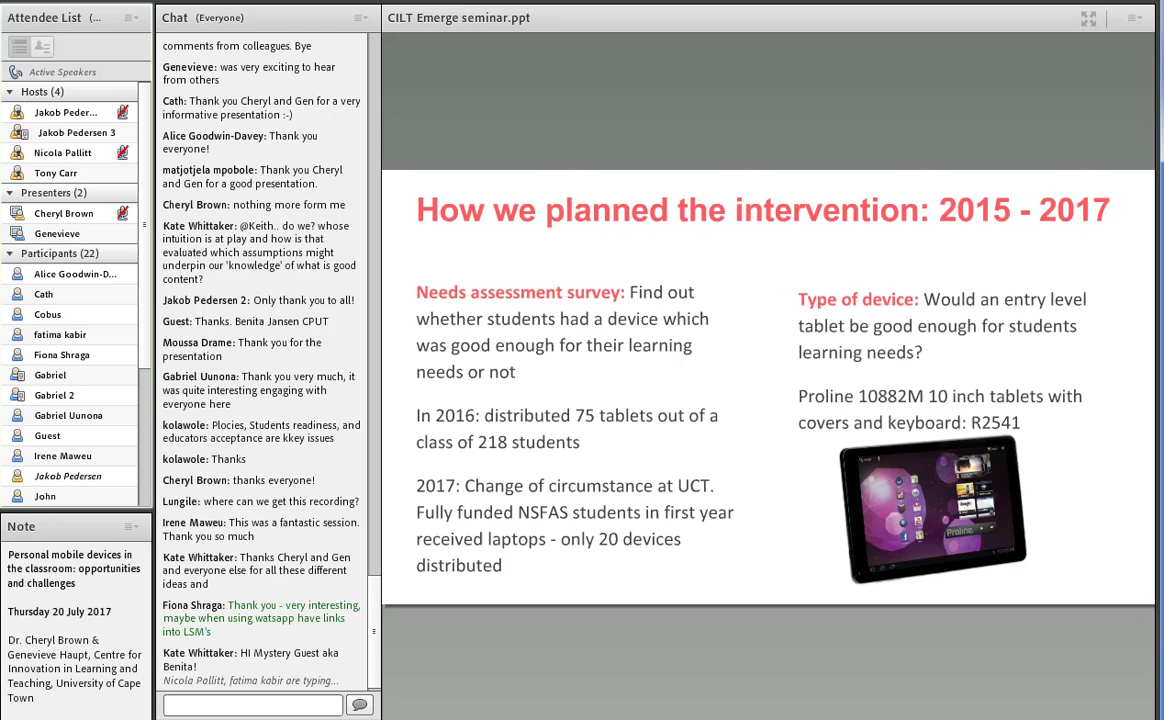 Attendee List (...
Active Speakers
Hosts (4)
Jakob Peder...
Jakob Pedersen 3
Nicola Pallitt
Tony Carr
Presenters (2)
Cheryl Brown
Genevieve
Participants (22)
Alice Goodwin-D...
Cath
Cobus
fatima kabir
Fiona Shraga
Gabriel
Gabriel 2
Gabriel Uunona
Guest
Irene Maweu
Jakob Pedersen
John
Note
Personal mobile devices in
the classroom: opportunities
and challenges
Thursday 20 July 2017
Dr. Cheryl Brown &
Genevieve Haupt, Centre for
Innovation in Learning and
Teaching, University of Cape
Town
Chat (Everyone)
comments from colleagues. Bye
Genevieve: was very exciting to hear
from others
Cath: Thank you Cheryl and Gen for a very
informative presentation :-)
Alice Goodwin-Davey: Thank you
everyone!
matjotjela mpobole: Thank you Cheryl
and Gen for a good presentation.
Cheryl Brown: nothing more form me
Kate Whittaker: @Keith.. do we? whose
intuition is at play and how is that
evaluated which assumptions might
underpin our 'knowledge' of what is good
content?
Jakob Pedersen 2: Only thank you to all!
Guest: Thanks. Benita Jansen CPUT
Moussa Drame: Thank you for the
presentation
Gabriel Uunona: Thank you very much, it
was quite interesting engaging with
everyone here
kolawole: Plocies, Students readiness, and
educators acceptance are kkey issues
kolawole: Thanks
Cheryl Brown: thanks everyone!
Lungile: where can we get this recording?
Irene Maweu: This was a fantastic session.
Thank you so much
Kate Whittaker: Thanks Cheryl and Gen
and everyone else for all these different
ideas and
Fiona Shraga: Thank you - very interesting,
maybe when using watsapp have links
into LSM's
Kate Whittaker: HI Mystery Guest aka
Benita!
Nicola Pallitt, fatima kabir are typing...
CILT Emerge seminar.ppt
How we planned the intervention: 2015 - 2017
Needs assessment survey: Find out
whether students had a device which
was good enough for their learning
needs or not
In 2016: distributed 75 tablets out of a
class of 218 students
2017: Change of circumstance at UCT.
Fully funded NSFAS students in first year
received laptops - only 20 devices
distributed
Type of device: Would an entry level
tablet be good enough for students
learning needs?
Proline 10882M 10 inch tablets with
covers and keyboard: R2541
Proline